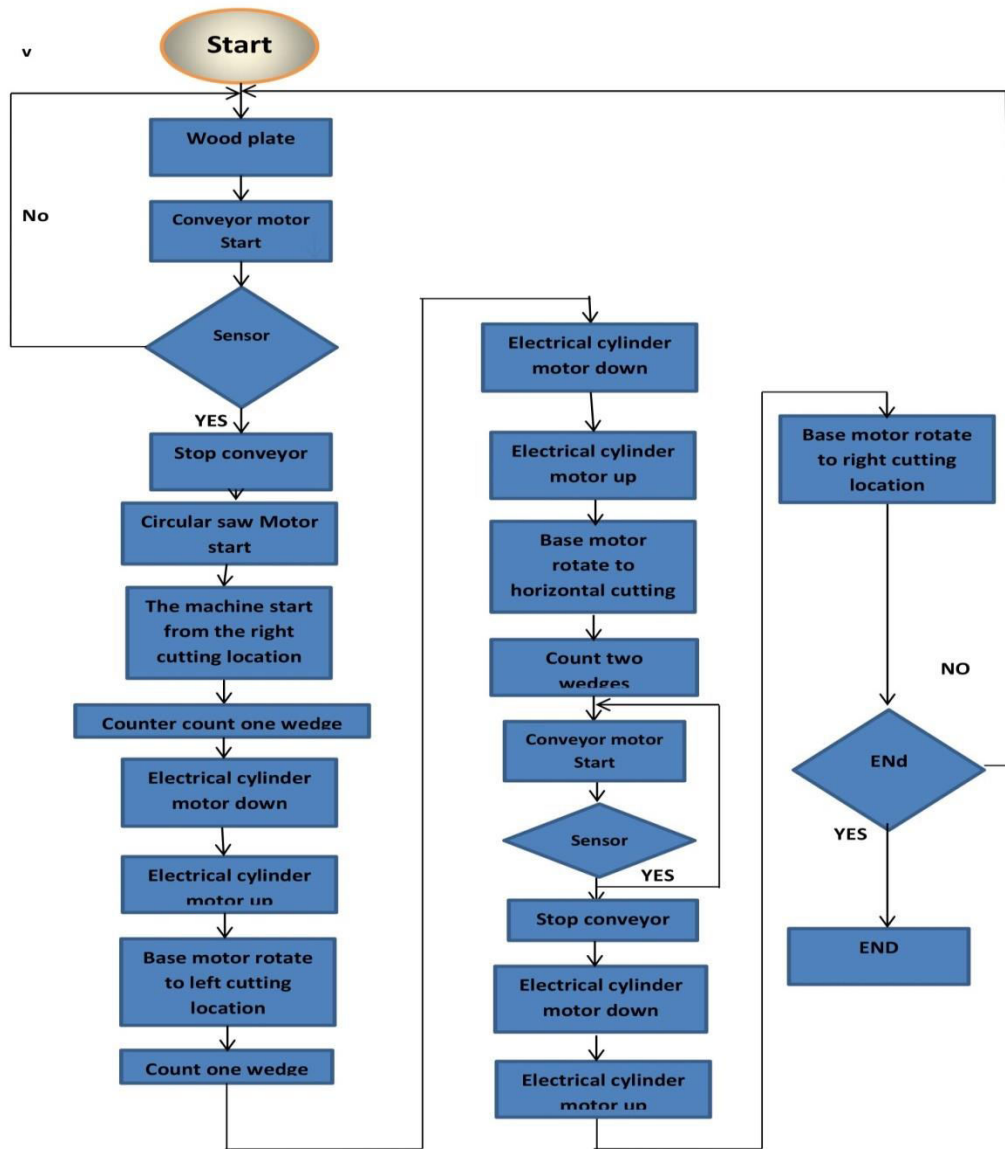 v
Start
Wood plate
No
Conveyor motor
Start
Sensor
YES
Stop conveyor
Circular saw Motor
start
The machine start
from the right
cutting location
Counter count one wedge
Electrical cylinder
motor down
Electrical cylinder
motor up
Base motor rotate
to left cutting
location
Count one wedge
Electrical cylinder
motor down
Electrical cylinder
motor up
Base motor
rotate to
horizontal cutting
Count two
wedges
Conveyor motor
Start
Sensor
YES
Stop conveyor
Electrical cylinder
motor down
Electrical cylinder
motor up
Base motor rotate
to right cutting
location
NO
ENd
YES
END